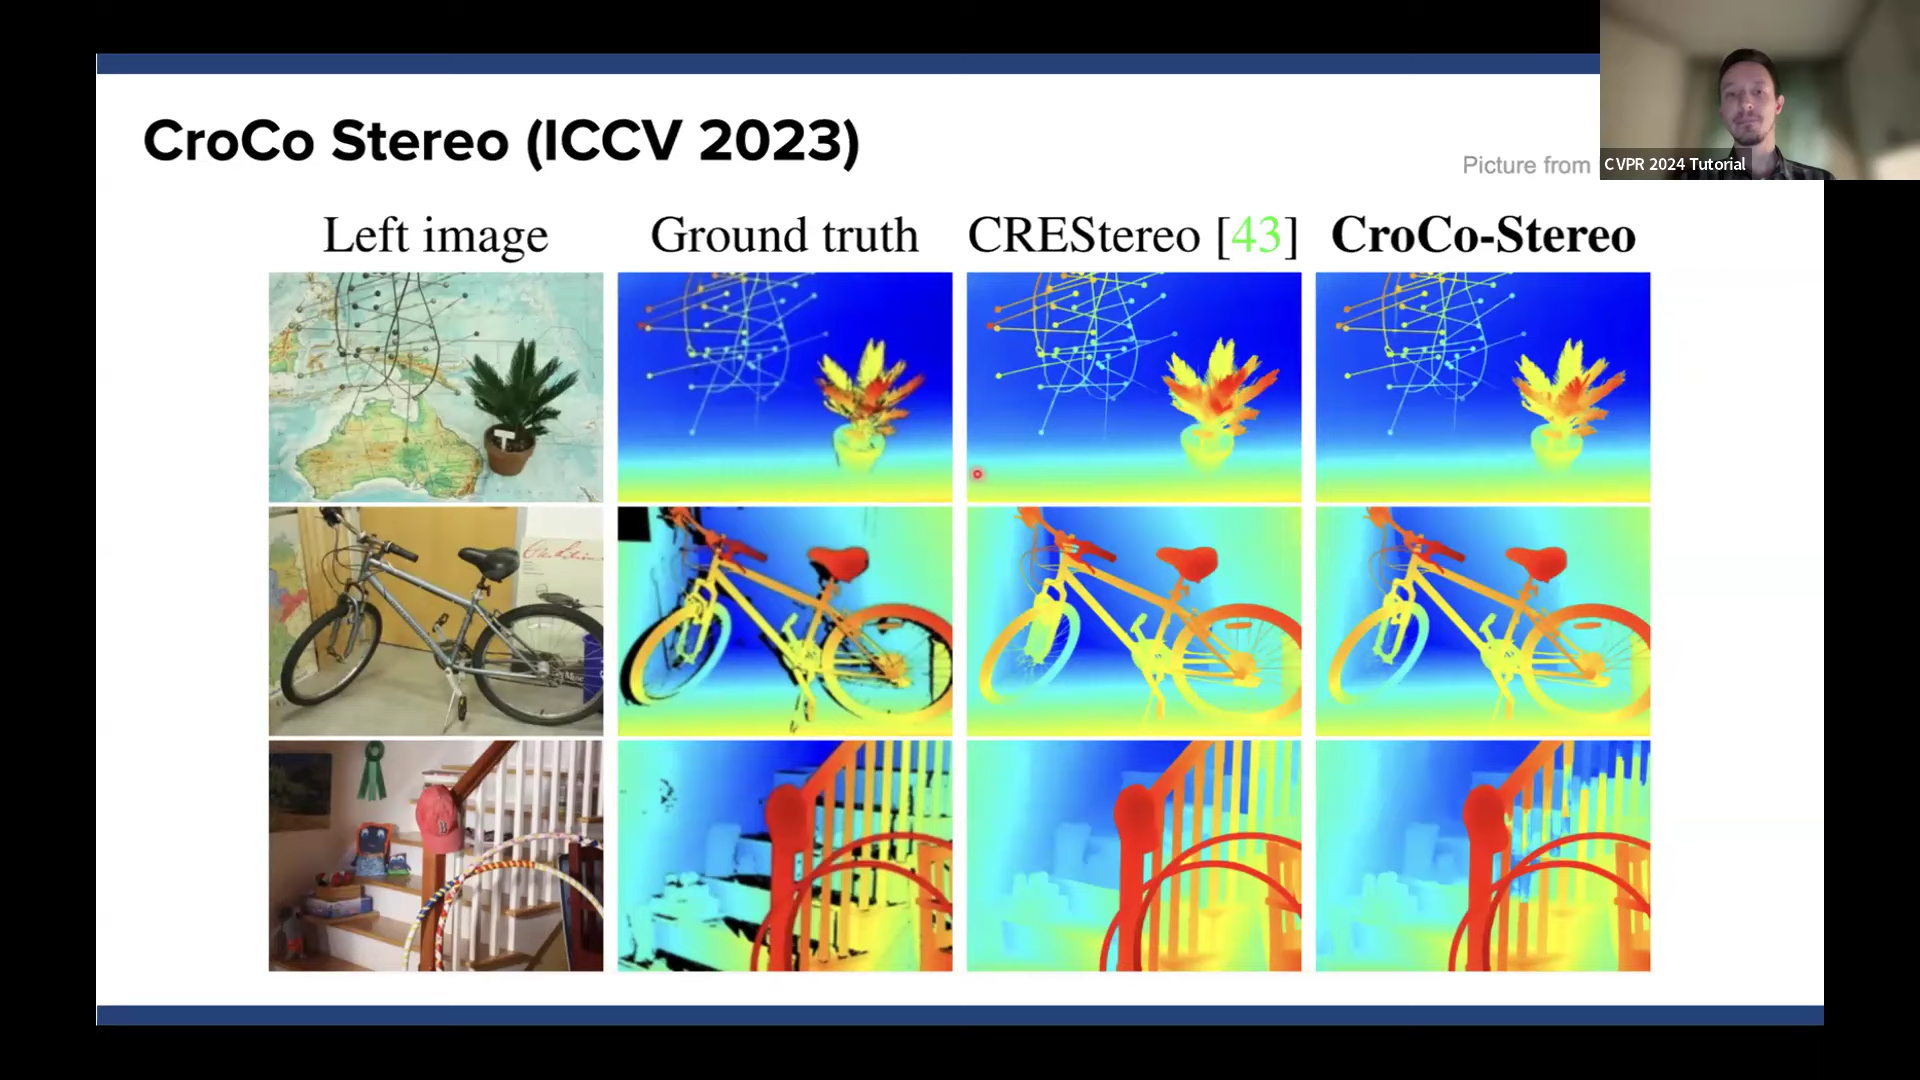 CroCo Stereo (ICCV 2023)
Picture from
CVPR 2024 Tutorial
Left image
Ground truth
CREStereo [43]
CroCo-Stereo